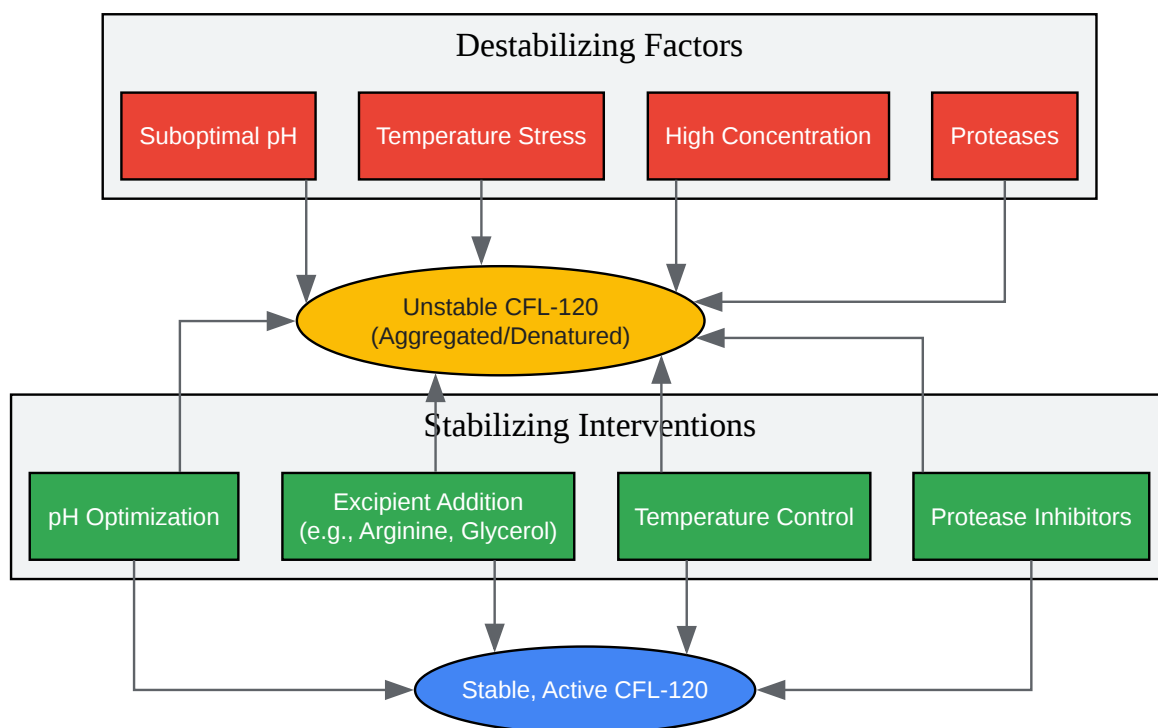 Destabilizing Factors
Suboptimal pH
Temperature Stress
High Concentration
Proteases
Unstable CFL-120
(Aggregated/Denatured)
Stabilizing Interventions
pH Optimization
Excipient Addition
(e.g., Arginine, Glycerol)
Temperature Control
Protease Inhibitors
Stable, Active CFL-120